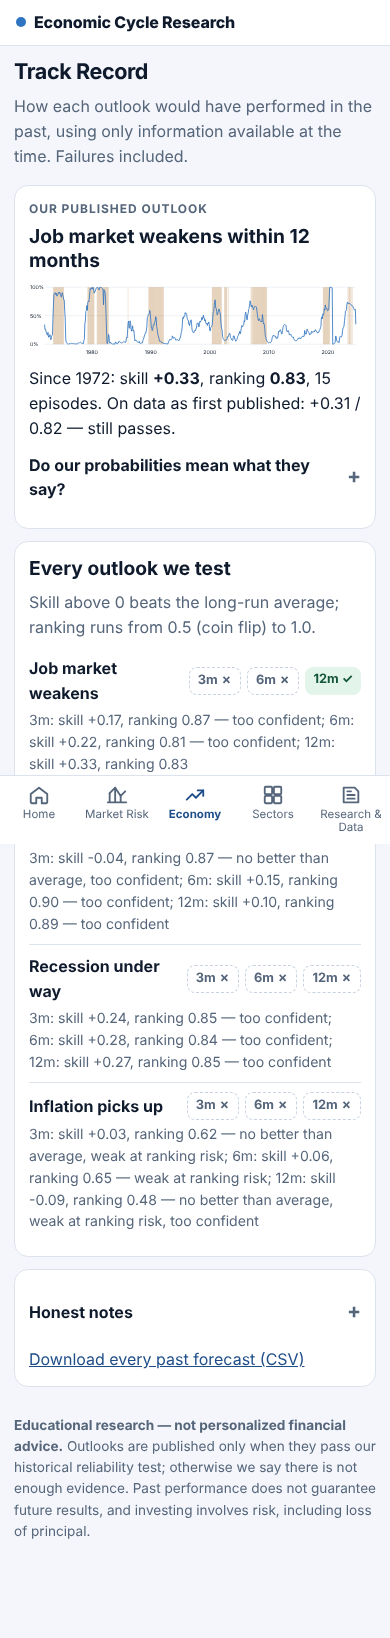 Economic Cycle Research
Track Record
How each outlook would have performed in the
past, using only information available at the
time. Failures included.
OUR PUBLISHED OUTLOOK
Job market weakens within 12
months
100%
50%
0%
1980 1990 2000 2010 2020
Since 1972: skill +0.33, ranking 0.83, 15
episodes. On data as first published: +0.31 /
0.82 — still passes.
Do our probabilities mean what they
say?
+
Every outlook we test
Skill above 0 beats the long-run average;
ranking runs from 0.5 (coin flip) to 1.0.
Job market
weakens
3m × 6m × 12m ✓
3m: skill +0.17, ranking 0.87 — too confident; 6m:
skill +0.22, ranking 0.81 — too confident; 12m:
skill +0.33, ranking 0.83
Home Market Risk Economy Sectors Research &
Data
3m: skill -0.04, ranking 0.87 — no better than
average, too confident; 6m: skill +0.15, ranking
0.90 — too confident; 12m: skill +0.10, ranking
0.89 — too confident
Recession under
way
3m × 6m × 12m ×
3m: skill +0.24, ranking 0.85 — too confident;
6m: skill +0.28, ranking 0.84 — too confident;
12m: skill +0.27, ranking 0.85 — too confident
Inflation picks up 3m × 6m × 12m ×
3m: skill +0.03, ranking 0.62 — no better than
average, weak at ranking risk; 6m: skill +0.06,
ranking 0.65 — weak at ranking risk; 12m: skill
-0.09, ranking 0.48 — no better than average,
weak at ranking risk, too confident
Honest notes +
Download every past forecast (CSV)
Educational research — not personalized financial
advice. Outlooks are published only when they pass our
historical reliability test; otherwise we say there is not
enough evidence. Past performance does not guarantee
future results, and investing involves risk, including loss
of principal.